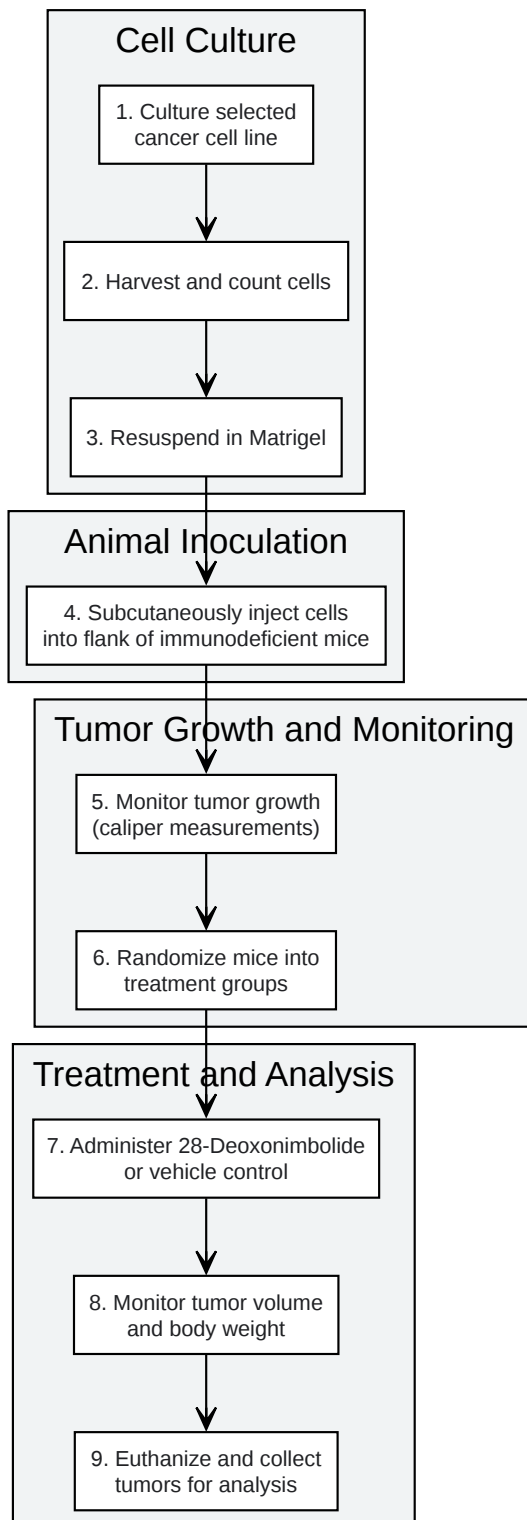 Cell Culture
1. Culture selected
cancer cell line
2. Harvest and count cells
3. Resuspend in Matrigel
Animal Inoculation
4. Subcutaneously inject cells
into flank of immunodeficient mice
Tumor Growth and Monitoring
5. Monitor tumor growth
(caliper measurements)
6. Randomize mice into
treatment groups
Treatment and Analysis
7. Administer 28-Deoxonimbolide
or vehicle control
8. Monitor tumor volume
and body weight
9. Euthanize and collect
tumors for analysis